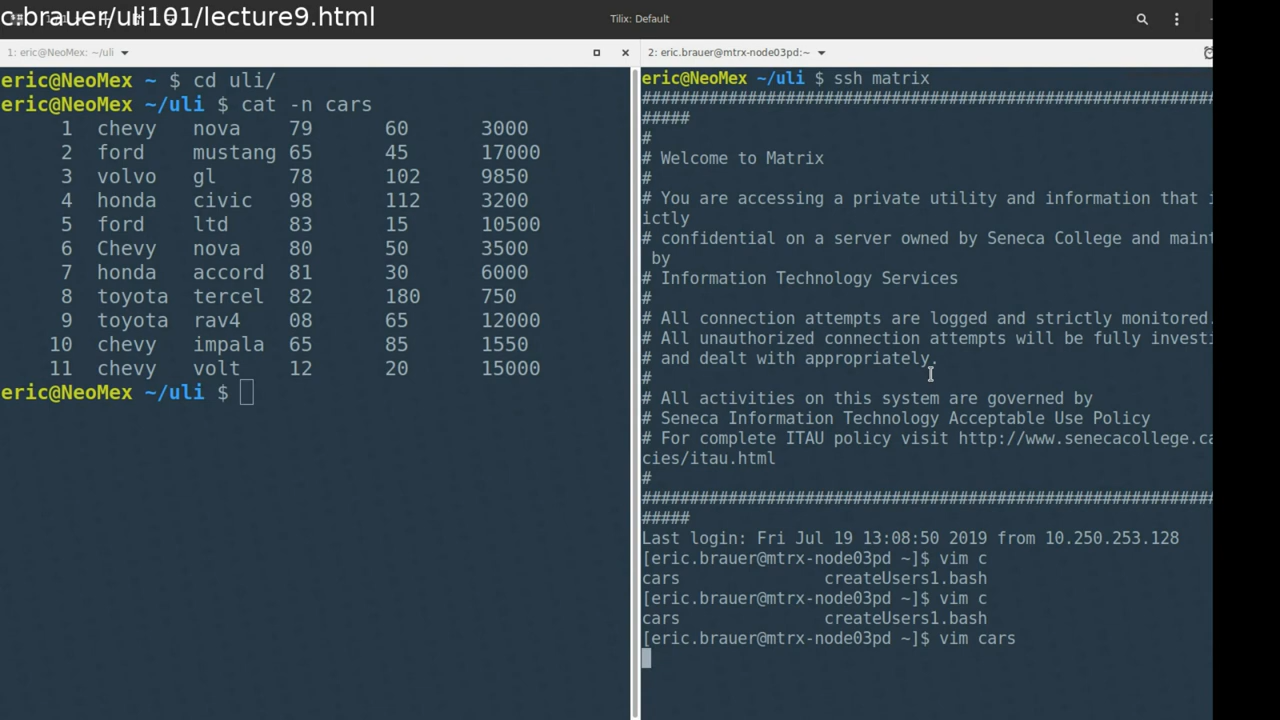 c.brauer/uli101/lecture9.html
Tilix: Default
1: eric@NeoMex: ~/uli
eric@NeoMex ~ $ cd uli/
eric@NeoMex ~/uli $ cat -n cars
1 chevy nova 79 60 3000
2 ford mustang 65 45 17000
3 volvo gl 78 102 9850
4 honda civic 98 112 3200
5 ford ltd 83 15 10500
6 Chevy nova 80 50 3500
7 honda accord 81 30 6000
8 toyota tercel 82 180 750
9 toyota rav4 08 65 12000
10 chevy impala 65 85 1550
11 chevy volt 12 20 15000
eric@NeoMex ~/uli $
2: eric.brauer@mtrx-node03pd:~
eric@NeoMex ~/uli $ ssh matrix
############################################################
#####
#
# Welcome to Matrix
#
# You are accessing a private utility and information that i
ictly
# confidential on a server owned by Seneca College and maint
by
# Information Technology Services
#
# All connection attempts are logged and strictly monitored.
# All unauthorized connection attempts will be fully investi
# and dealt with appropriately.
#
# All activities on this system are governed by
# Seneca Information Technology Acceptable Use Policy
# For complete ITAU policy visit http://www.senecacollege.ca
cies/itau.html
#
############################################################
#####
Last login: Fri Jul 19 13:08:50 2019 from 10.250.253.128
[eric.brauer@mtrx-node03pd ~]$ vim c
cars createUsers1.bash
[eric.brauer@mtrx-node03pd ~]$ vim c
cars createUsers1.bash
[eric.brauer@mtrx-node03pd ~]$ vim cars